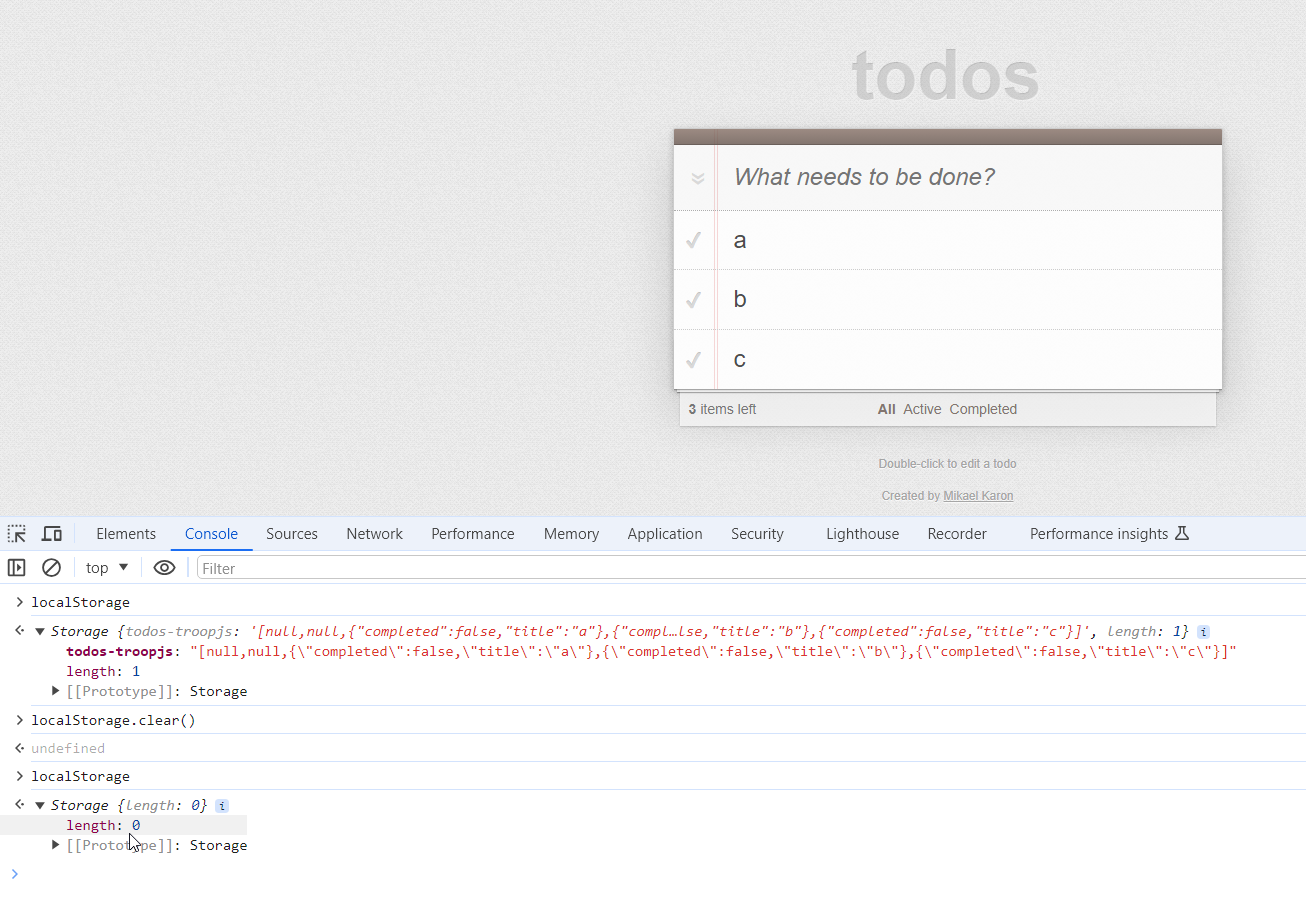 todos
What needs to be done?
a
b
c
3 items left All Active Completed
Double-click to edit a todo
Created by Mikael Karon
Elements Console Sources Network Performance Memory Application Security Lighthouse Recorder Performance insights
top Filter
localStorage
Storage {todos-troopjs: '[null,null,{"completed":false,"title":"a"},{"compl…lse,"title":"b"},{"completed":false,"title":"c"}]', length: 1}
todos-troopjs: "[null,null,{\"completed\":false,\"title\":\"a\"},{\"completed\":false,\"title\":\"b\"},{\"completed\":false,\"title\":\"c\"}]"
length: 1
[[Prototype]]: Storage
localStorage.clear()
undefined
localStorage
Storage {length: 0}
length: 0
[[Prototype]]: Storage